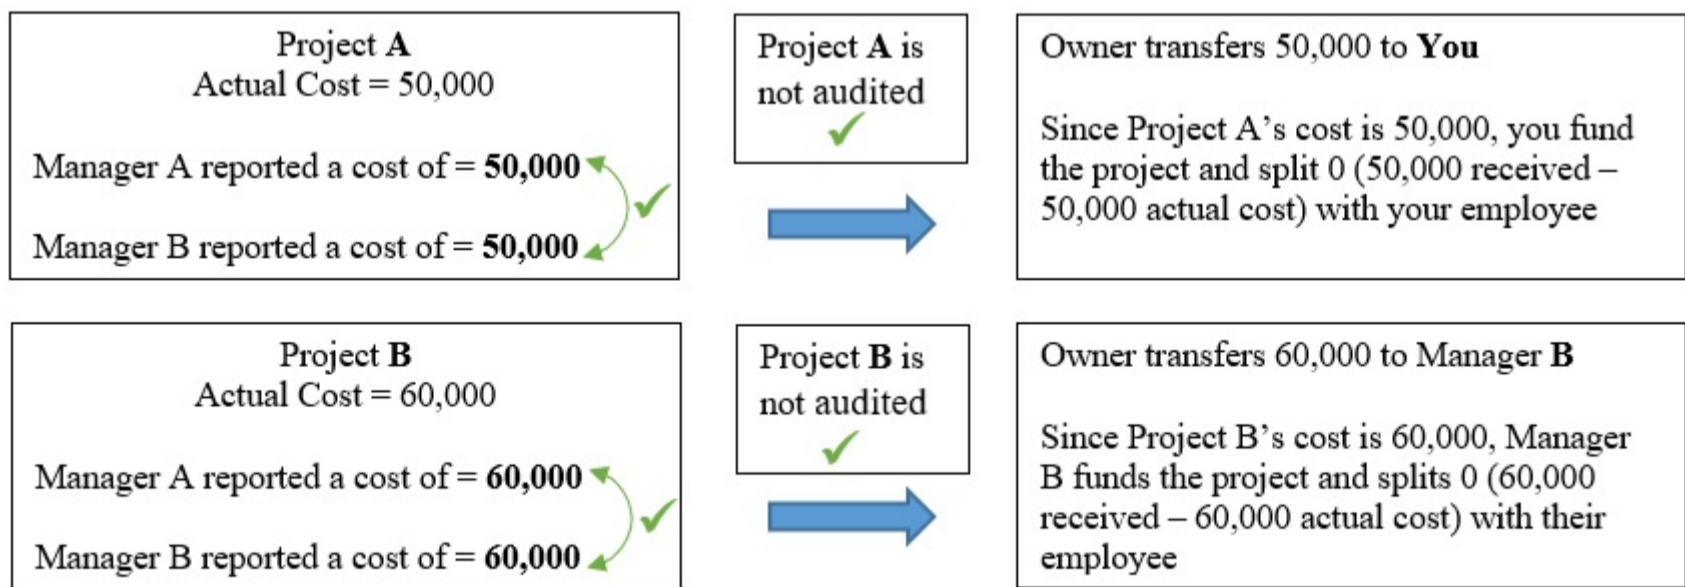 Project A
Actual Cost = 50,000
Manager A reported a cost of = 50,000
Manager B reported a cost of = 50,000
Project A is
not audited
Owner transfers 50,000 to You
Since Project A’s cost is 50,000, you fund
the project and split 0 (50,000 received –
50,000 actual cost) with your employee
Project B
Actual Cost = 60,000
Manager A reported a cost of = 60,000
Manager B reported a cost of = 60,000
Project B is
not audited
Owner transfers 60,000 to Manager B
Since Project B’s cost is 60,000, Manager
B funds the project and splits 0 (60,000
received – 60,000 actual cost) with their
employee